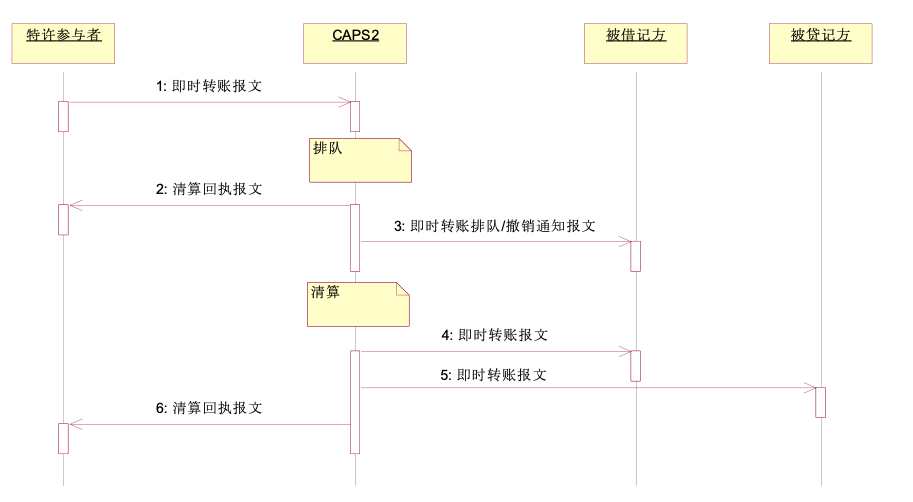 特许参与者
CAPS2
被借记方
被贷记方
1: 即时转账报文
排队
2: 清算回执报文
3: 即时转账排队/撤销通知报文
清算
4: 即时转账报文
5: 即时转账报文
6: 清算回执报文